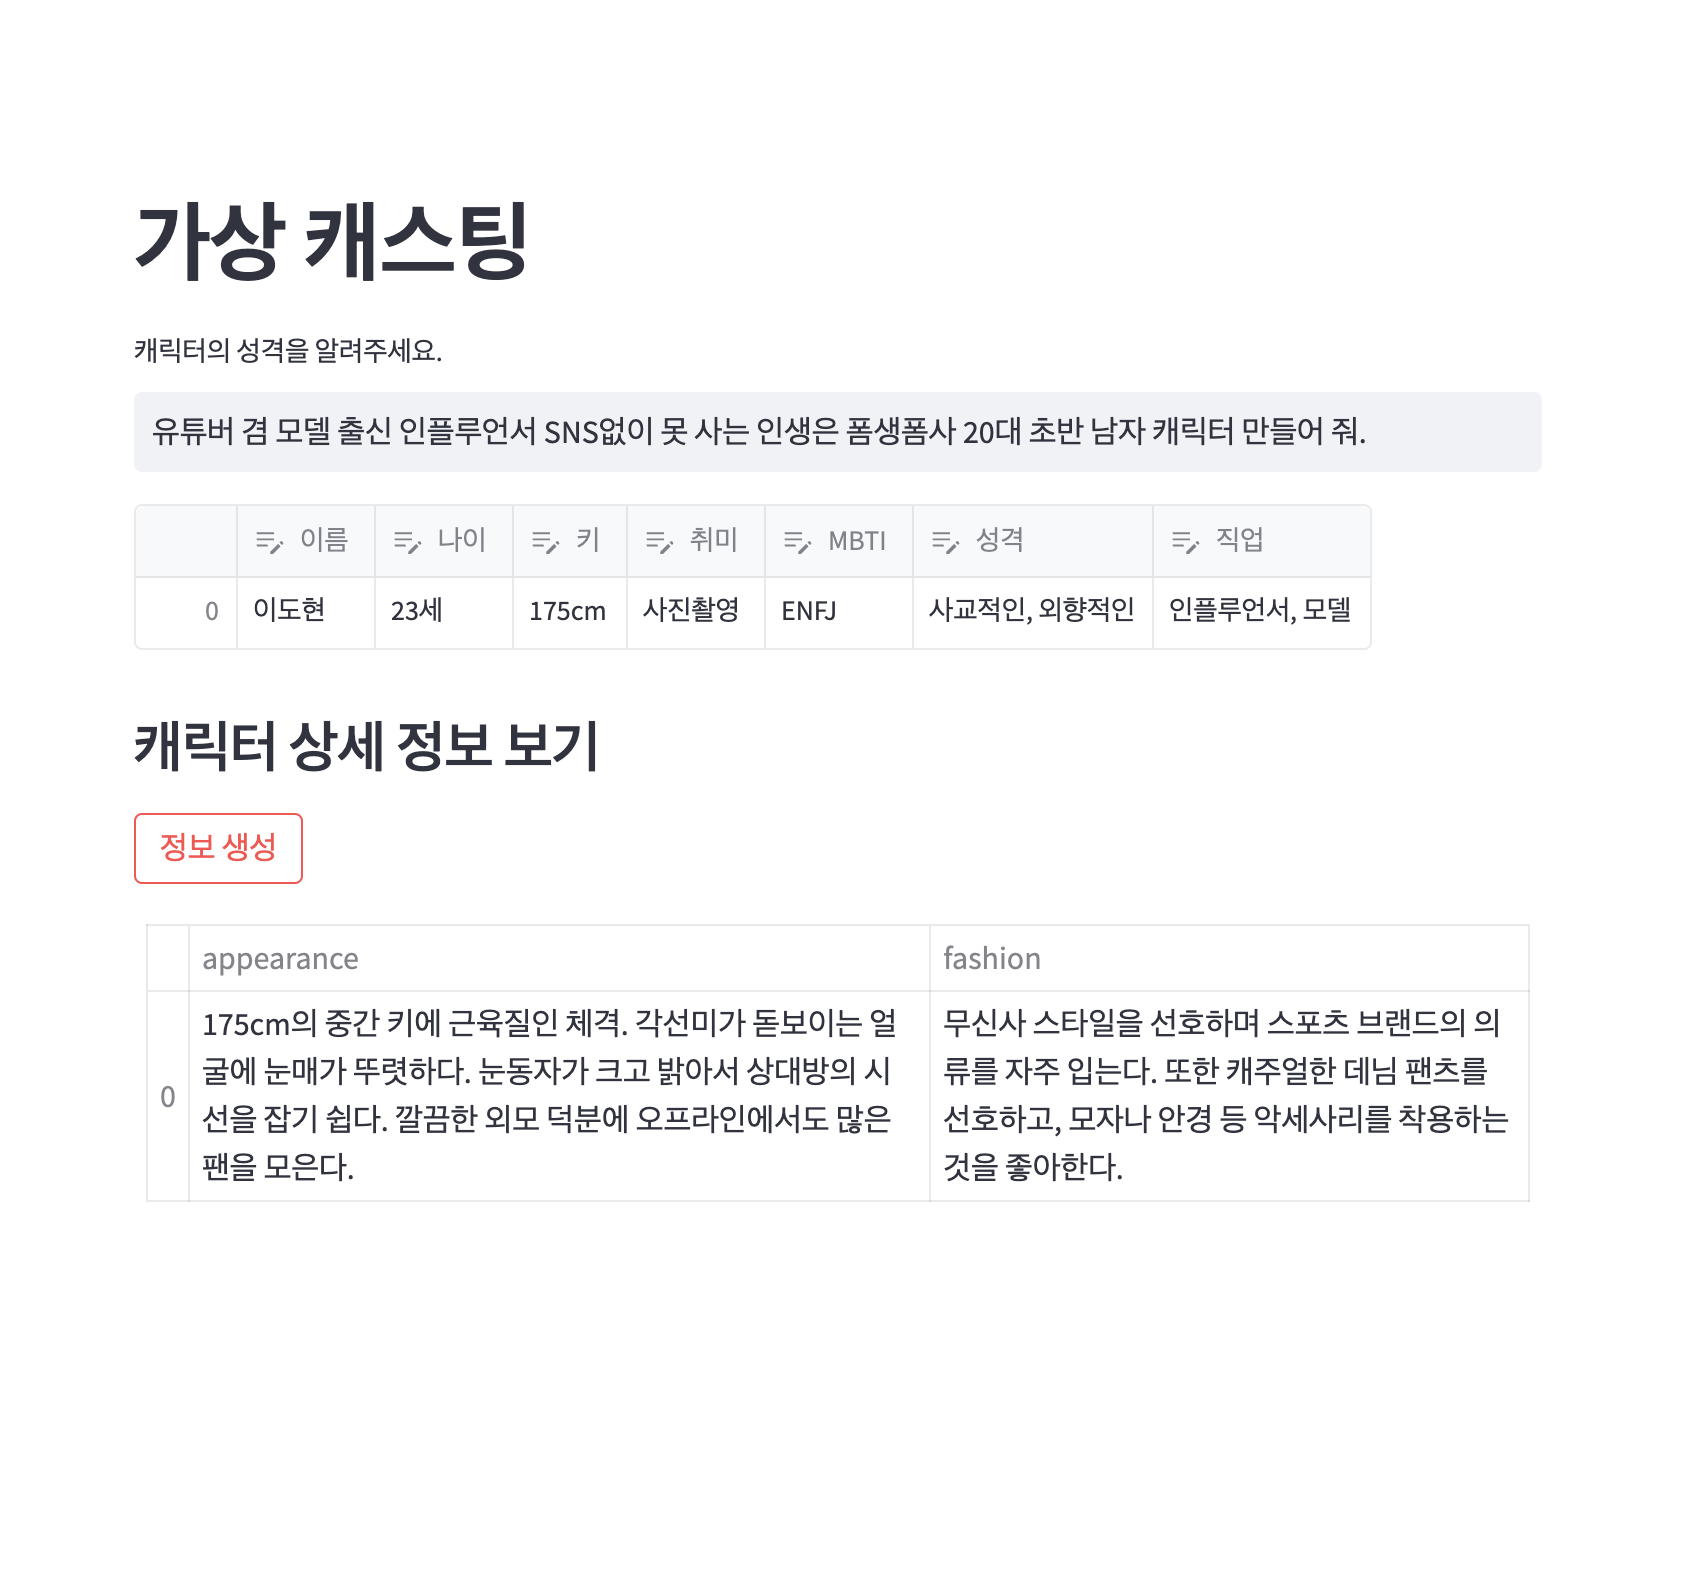 가상 캐스팅
캐릭터의 성격을 알려주세요.
유튜버 겸 모델 출신 인플루언서 SNS없이 못 사는 인생은 폼생폼사 20대 초반 남자 캐릭터 만들어 줘.
이름 나이 키 취미 MBTI 성격 직업
0 이도현 23세 175cm 사진촬영 ENFJ 사교적인, 외향적인 인플루언서, 모델
캐릭터 상세 정보 보기
정보 생성
appearance fashion
0
175cm의 중간 키에 근육질인 체격. 각선미가 돋보이는 얼
굴에 눈매가 뚜렷하다. 눈동자가 크고 밝아서 상대방의 시
선을 잡기 쉽다. 깔끔한 외모 덕분에 오프라인에서도 많은
팬을 모은다.
무신사 스타일을 선호하며 스포츠 브랜드의 의
류를 자주 입는다. 또한 캐주얼한 데님 팬츠를
선호하고, 모자나 안경 등 악세사리를 착용하는
것을 좋아한다.